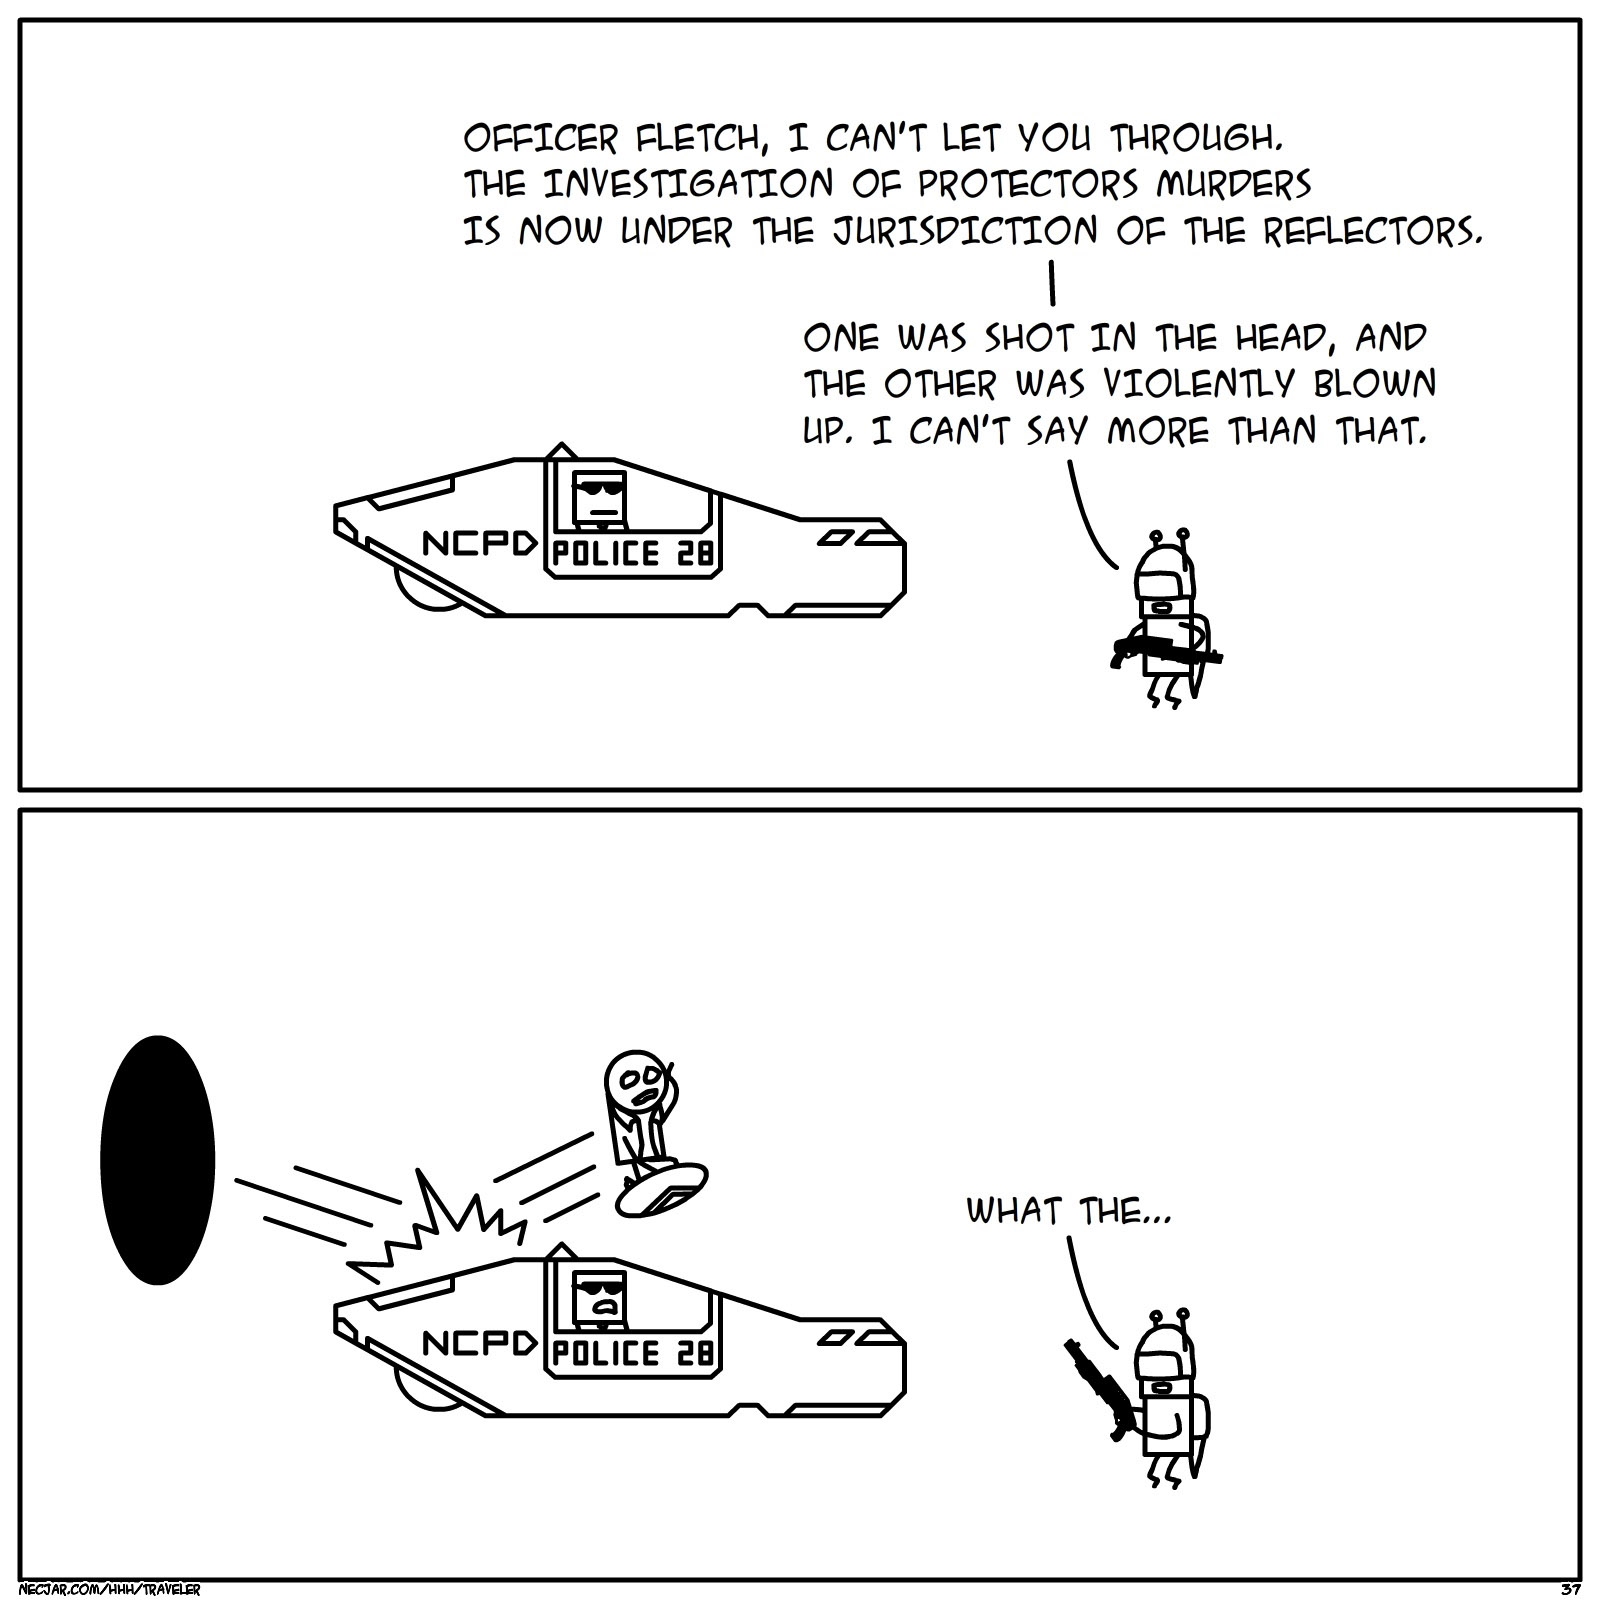 OFFICER FLETCH, I CAN'T LET YOU THROUGH.
THE INVESTIGATION OF PROTECTORS MURDERS
IS NOW UNDER THE JURISDICTION OF THE REFLECTORS.
ONE WAS SHOT IN THE HEAD, AND
THE OTHER WAS VIOLENTLY BLOWN
UP. I CAN'T SAY MORE THAN THAT.
NCPD
POLICE 28
WHAT THE...
NCPD
POLICE 28
NECJAR.COM/HHH/TRAVELER
37